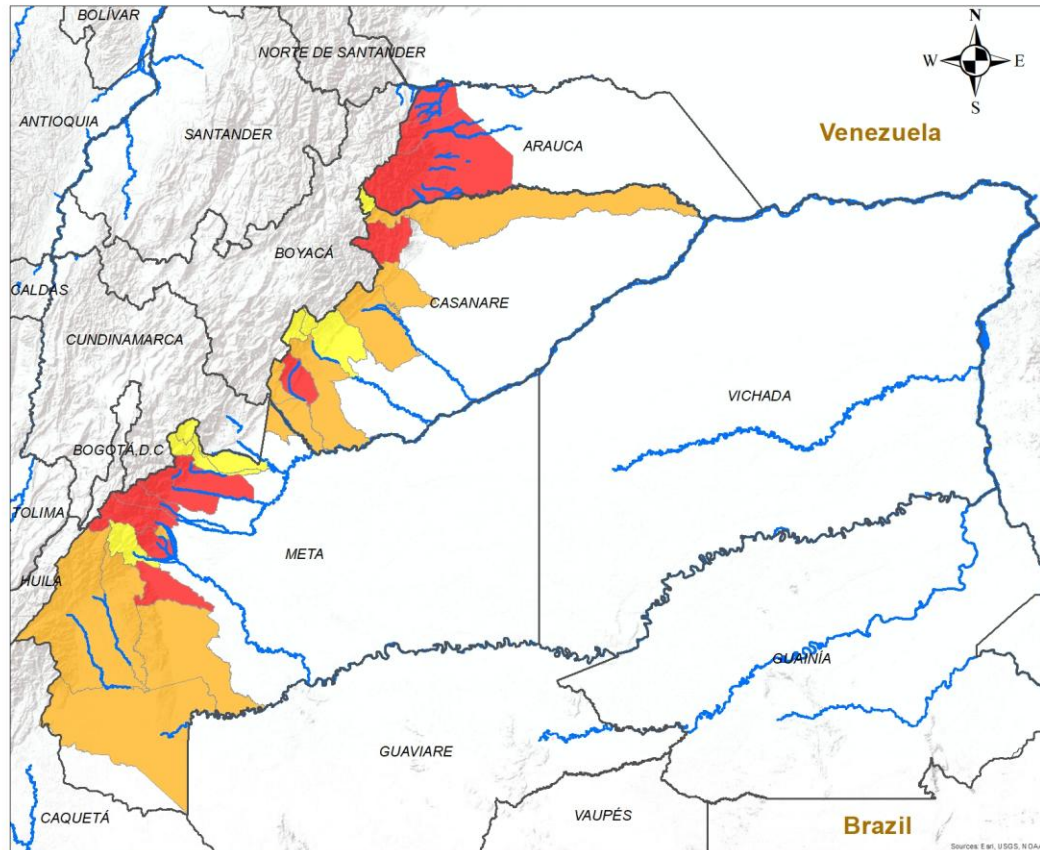 BOLÍVAR
NORTE DE SANTANDER
N
W E
S
ANTIOQUIA
SANTANDER
ARAUCA
Venezuela
BOYACÁ
CALDAS
CASANARE
CUNDINAMARCA
VICHADA
BOGOTÁ,D.C
TOLIMA
META
HUILA
GUAINÍA
GUAVIARE
CAQUETÁ
VAUPÉS
Brazil
Sources: Esri, USGS, NOAA